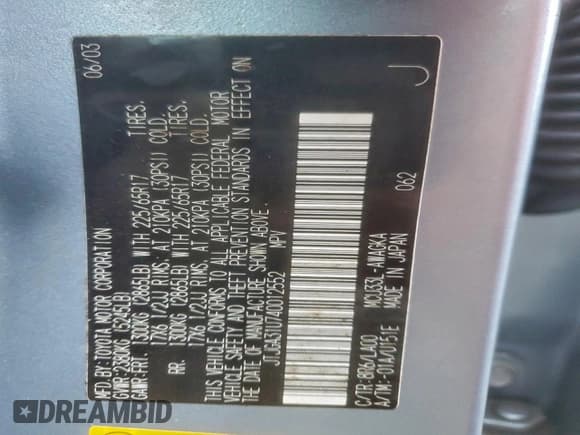 MFD. BY: TOYOTA MOTOR CORPORATION 06/03
GVWR: 2380KG (5245LB)
GAWR: FRT. 1300KG (2865LB) WITH 225/65R17 TIRES.
17X6 1/2JJ RIMS. AT 210KPA (30PSI) COLD.
RR. 1300KG (2865LB) WITH 225/65R17 TIRES.
17X6 1/2JJ RIMS. AT 210KPA (30PSI) COLD.
THIS VEHICLE CONFORMS TO ALL APPLICABLE FEDERAL MOTOR
VEHICLE SAFETY AND THEFT PREVENTION STANDARDS IN EFFECT ON
THE DATE OF MANUFACTURE SHOWN ABOVE.
JTJGA31U740012552 MPV
C/TR: 8R6/LJ00 MCU33L-AWAGKA 062
A/TM: -01A/U151E MADE IN JAPAN
J
DREAMBID